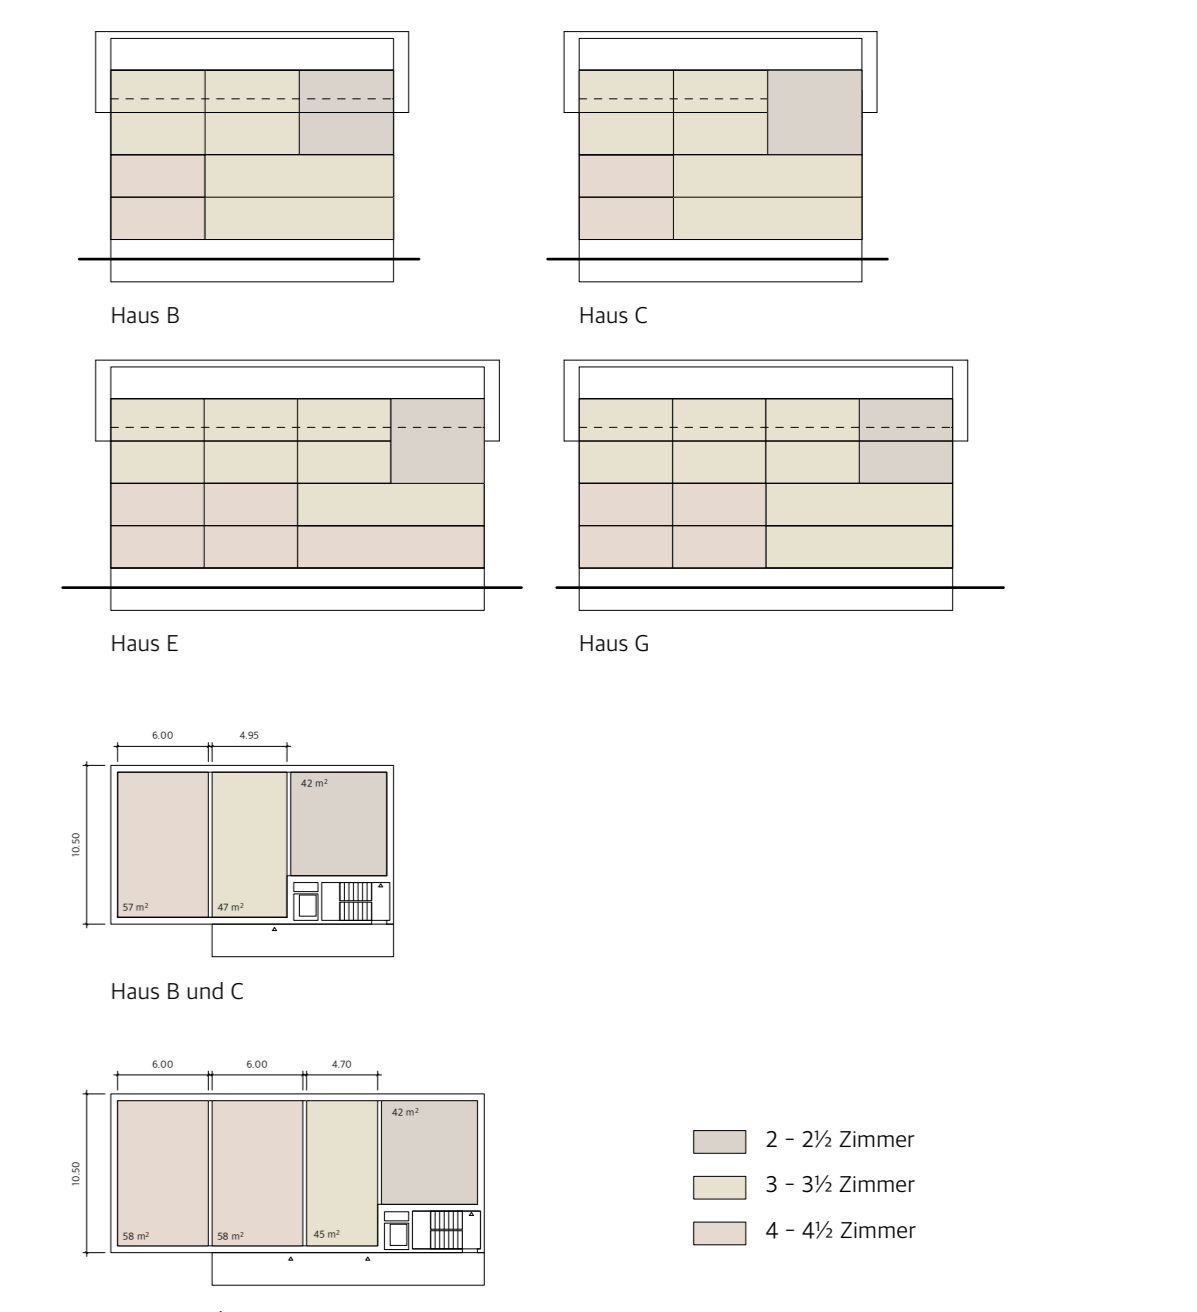 Haus B
Haus C
Haus E
Haus G
6.00
4.95
10.50
42 m²
57 m²
47 m²
Haus B und C
6.00
6.00
4.70
10.50
42 m²
58 m²
58 m²
45 m²
2 – 2½ Zimmer
3 – 3½ Zimmer
4 – 4½ Zimmer